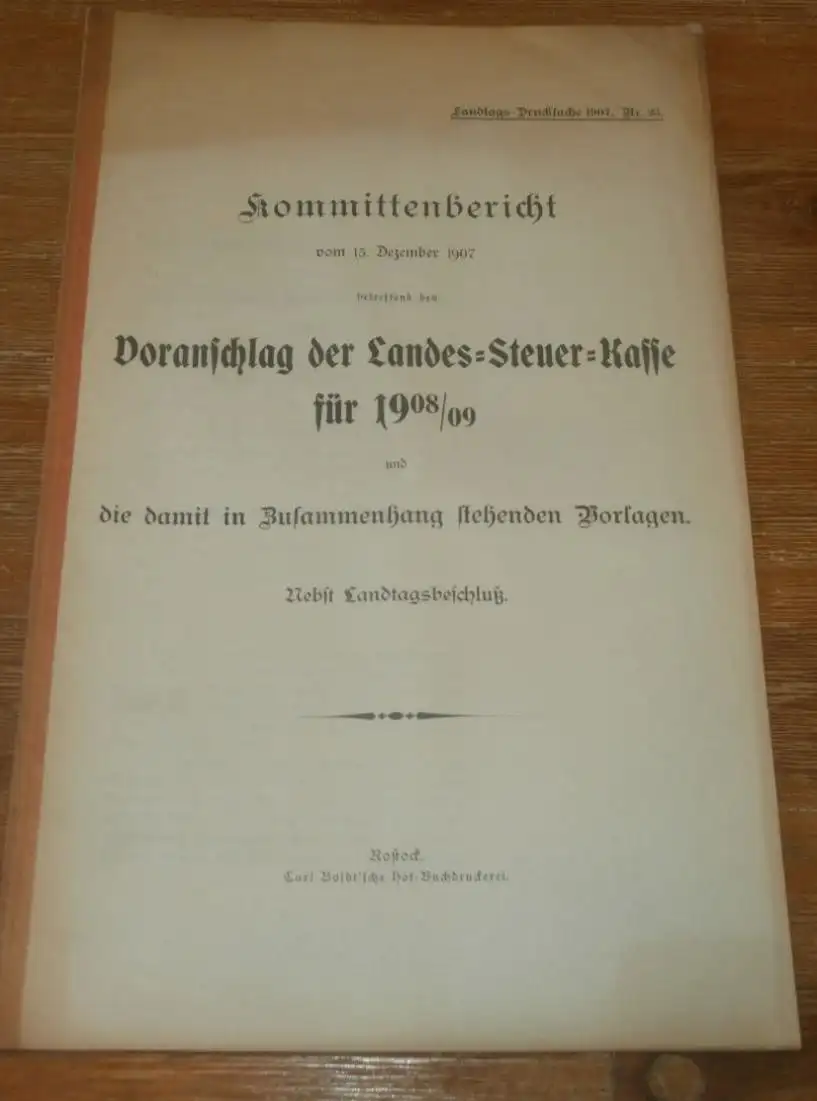 Landtags-Drucksache 1907. Nr.
Kommittenbericht
vom 15. Dezember 1907
betreffend den
Voranschlag der Landes-Steuer-Kasse
für 1908/09
und
die damit in Zusammenhang stehenden Vorlagen.
Nebst Landtagsbeschluß.
Rostock.
Carl Boldt'sche Hof-Buchdruckerei.